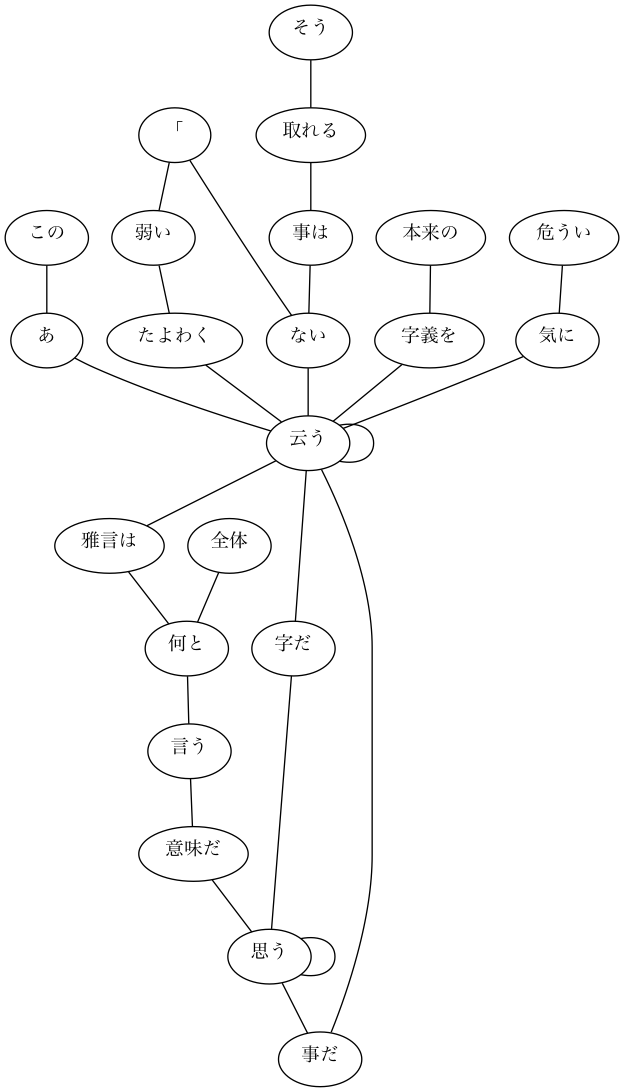 そう
「
取れる
この
弱い
事は
本来の
危うい
あ
たよわく
ない
字義を
気に
云う
雅言は
全体
何と
字だ
言う
意味だ
思う
事だ